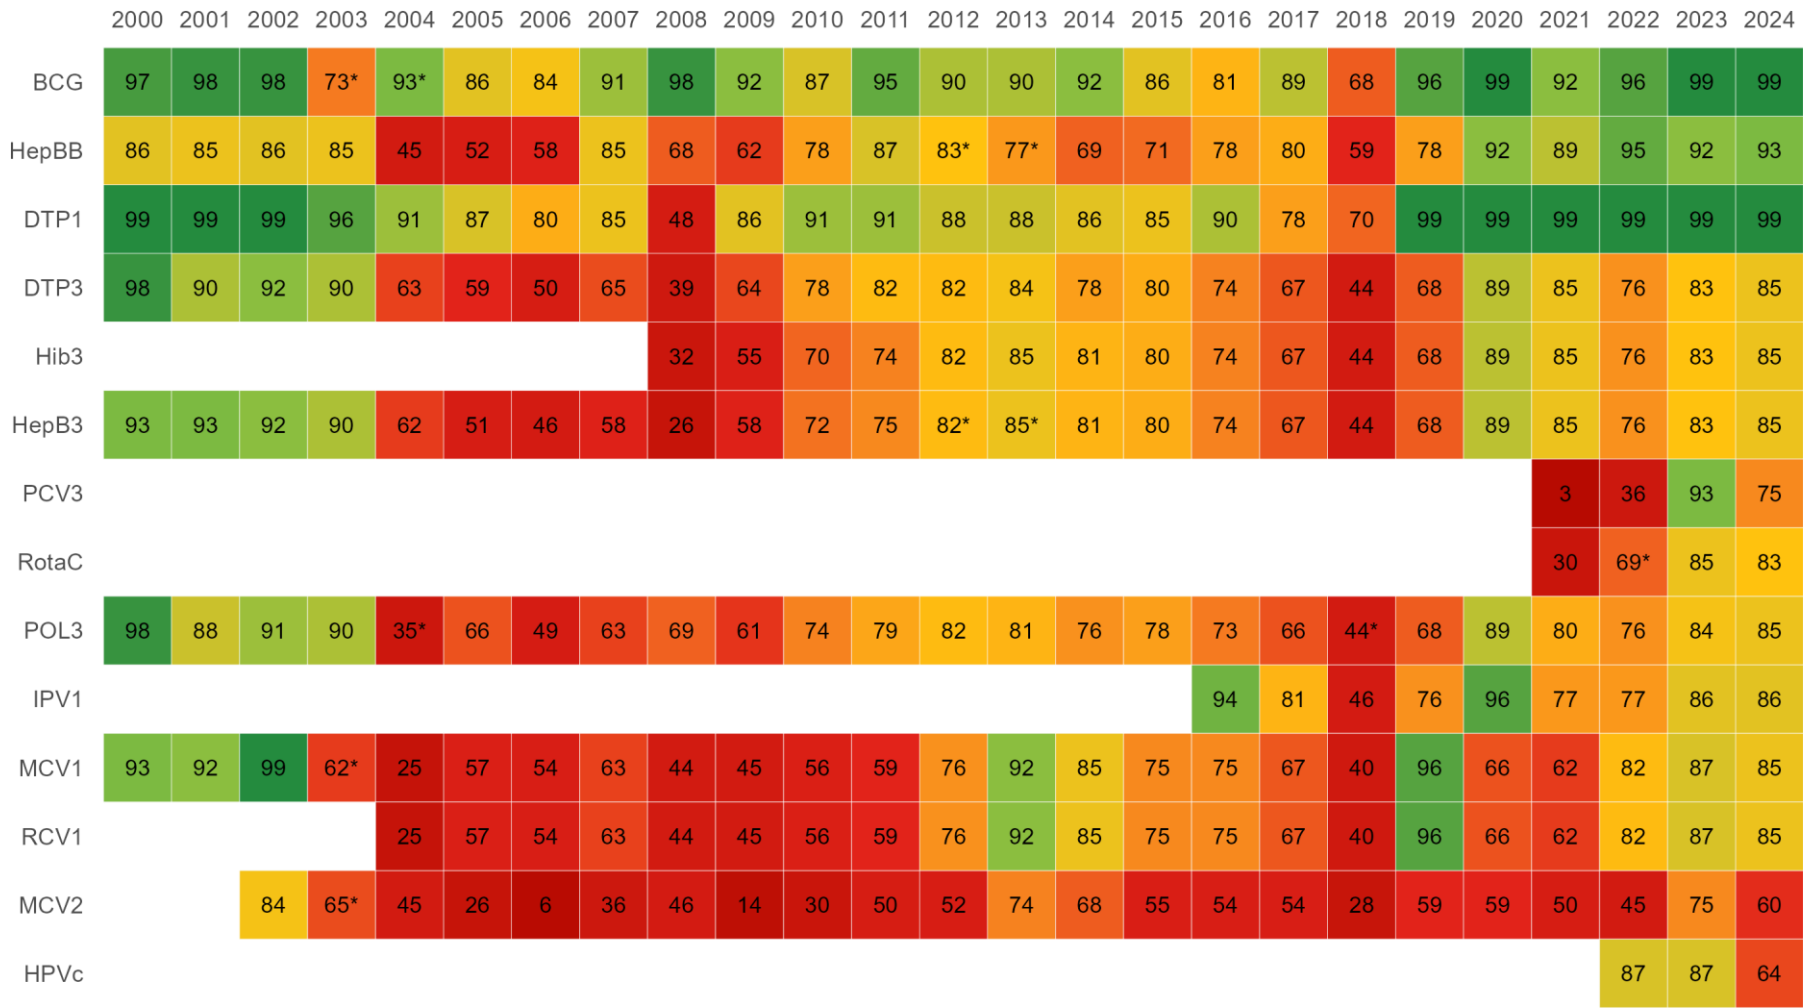 2000 2001 2002 2003 2004 2005 2006 2007 2008 2009 2010 2011 2012 2013 2014 2015 2016 2017 2018 2019 2020 2021 2022 2023 2024
BCG 97 98 98 73* 93* 86 84 91 98 92 87 95 90 90 92 86 81 89 68 96 99 92 96 99 99
HepBB 86 85 86 85 45 52 58 85 68 62 78 87 83* 77* 69 71 78 80 59 78 92 89 95 92 93
DTP1 99 99 99 96 91 87 80 85 48 86 91 91 88 88 86 85 90 78 70 99 99 99 99 99 99
DTP3 98 90 92 90 63 59 50 65 39 64 78 82 82 84 78 80 74 67 44 68 89 85 76 83 85
Hib3 32 55 70 74 82 85 81 80 74 67 44 68 89 85 76 83 85
HepB3 93 93 92 90 62 51 46 58 26 58 72 75 82* 85* 81 80 74 67 44 68 89 85 76 83 85
PCV3 3 36 93 75
RotaC 30 69* 85 83
POL3 98 88 91 90 35* 66 49 63 69 61 74 79 82 81 76 78 73 66 44* 68 89 80 76 84 85
IPV1 94 81 46 76 96 77 77 86 86
MCV1 93 92 99 62* 25 57 54 63 44 45 56 59 76 92 85 75 75 67 40 96 66 62 82 87 85
RCV1 25 57 54 63 44 45 56 59 76 92 85 75 75 67 40 96 66 62 82 87 85
MCV2 84 65* 45 26 6 36 46 14 30 50 52 74 68 55 54 54 28 59 59 50 45 75 60
HPVc 87 87 64